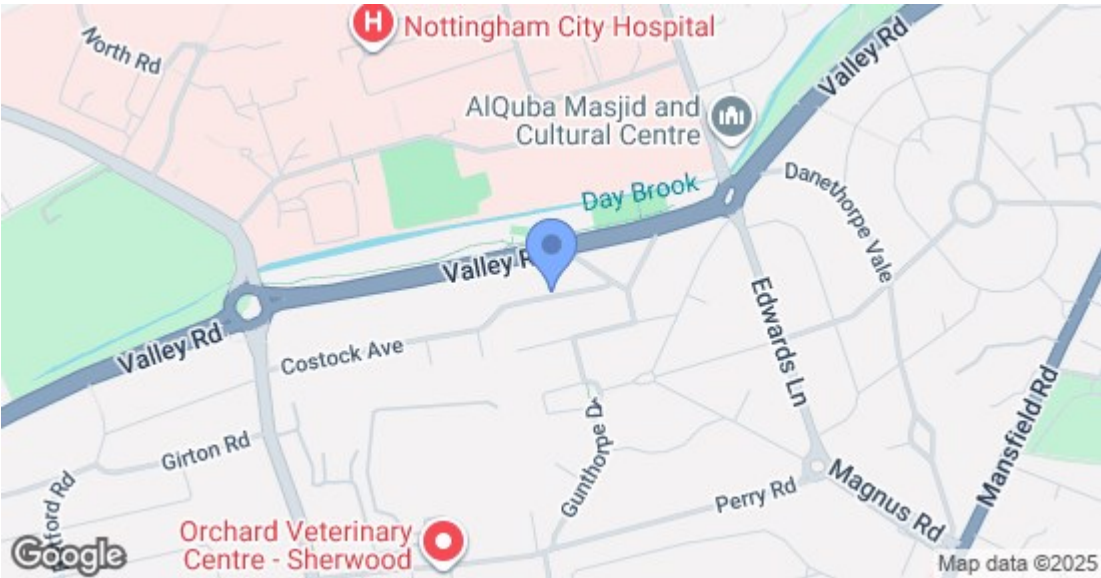 H Nottingham City Hospital
North Rd
Valley Rd
AlQuba Masjid and
Cultural Centre
Day Brook
Danethorpe Vale
Valley R
Edwards Ln
Valley Rd
Costock Ave
Mansfield Rd
Gunthorpe Dr
Girton Rd
Magnus Rd
Perry Rd
Rd
Orchard Veterinary
Centre - Sherwood
Google
Map data ©2025